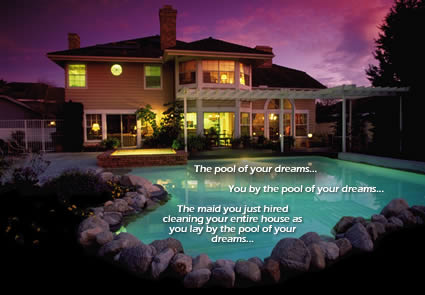 The pool of your dreams...
You by the pool of your dreams...
The maid you just hired
cleaning your entire house as
you lay by the pool of your
dreams...